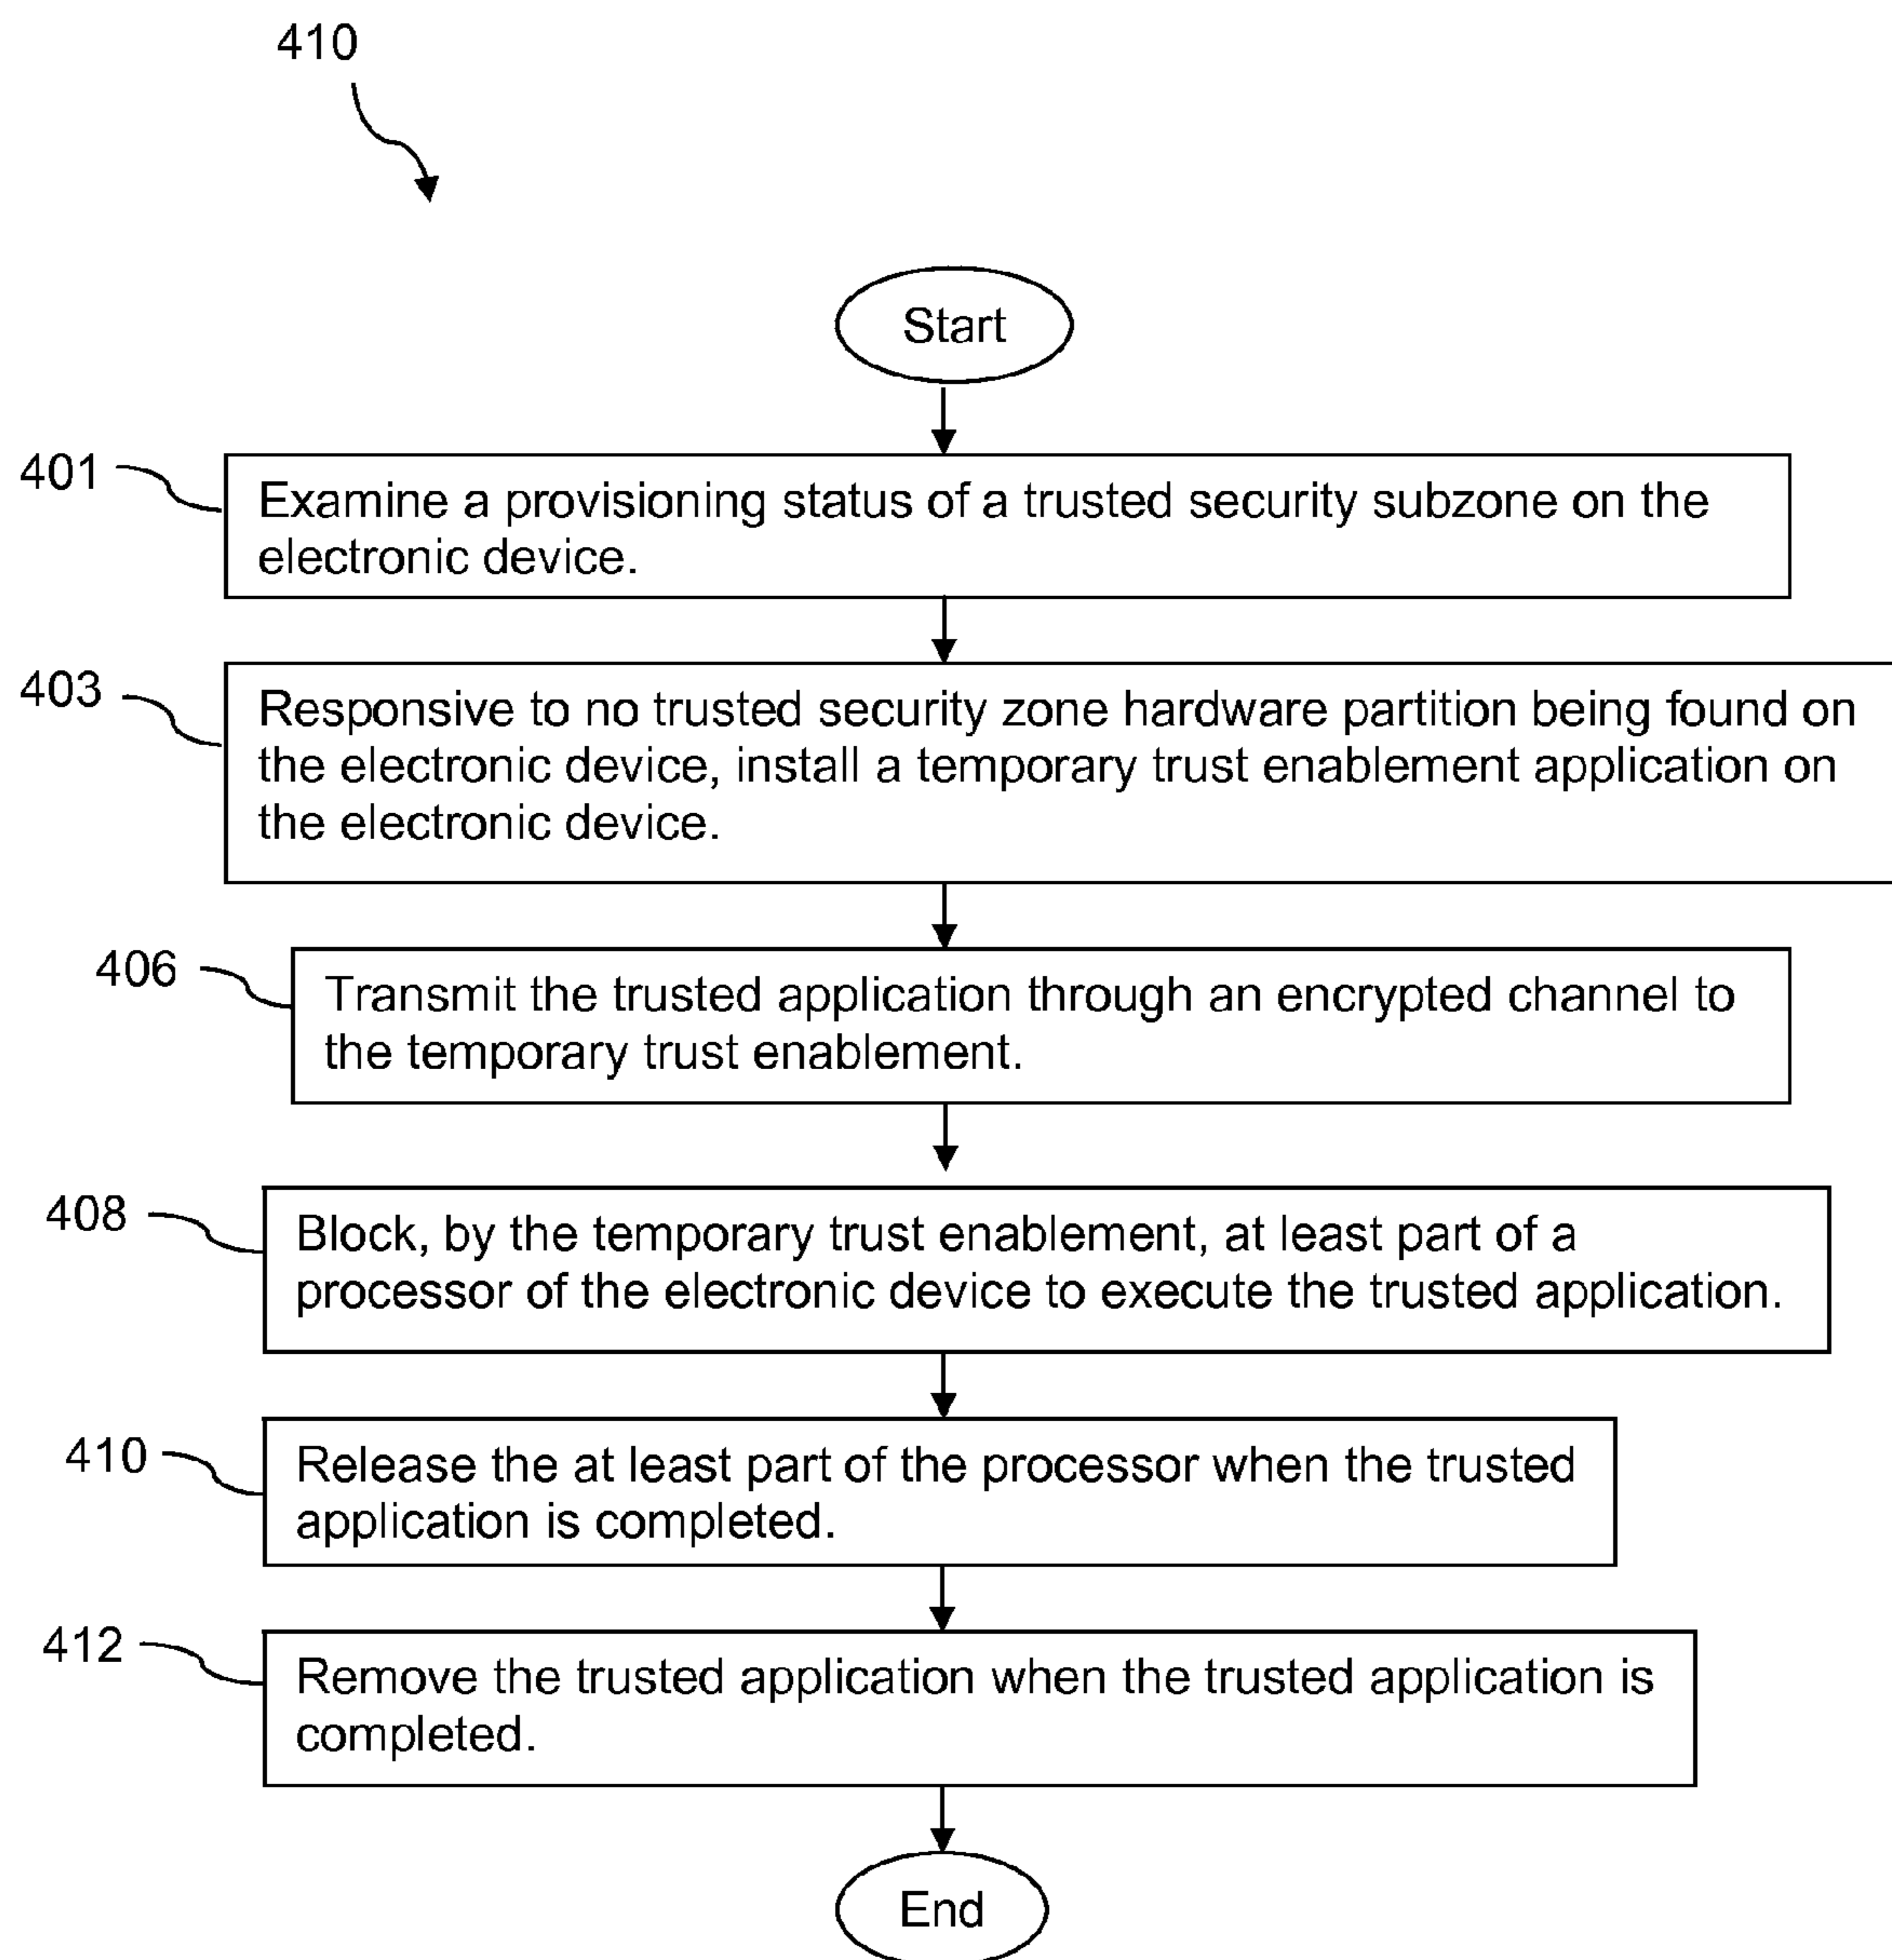 410
Start
401
Examine a provisioning status of a trusted security subzone on the
electronic device.
403
Responsive to no trusted security zone hardware partition being found on
the electronic device, install a temporary trust enablement application on
the electronic device.
406
Transmit the trusted application through an encrypted channel to
the temporary trust enablement.
408
Block, by the temporary trust enablement, at least part of a
processor of the electronic device to execute the trusted application.
410
Release the at least part of the processor when the trusted
application is completed.
412
Remove the trusted application when the trusted application is
completed.
End